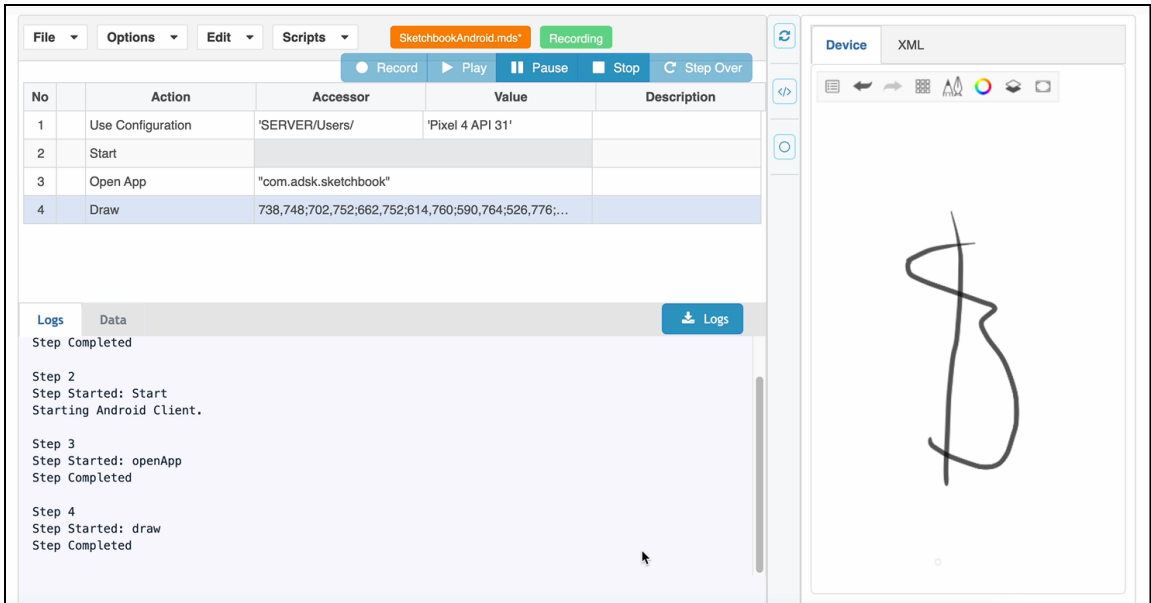 File Options Edit Scripts SketchbookAndroid.mds* Recording
Record Play Pause Stop Step Over
Device XML
No Action Accessor Value Description
1 Use Configuration 'SERVER/Users/ 'Pixel 4 API 31'
2 Start
3 Open App "com.adsk.sketchbook"
4 Draw 738,748;702,752;662,752;614,760;590,764;526,776;...
Logs Data Logs
Step Completed
Step 2
Step Started: Start
Starting Android Client.
Step 3
Step Started: openApp
Step Completed
Step 4
Step Started: draw
Step Completed